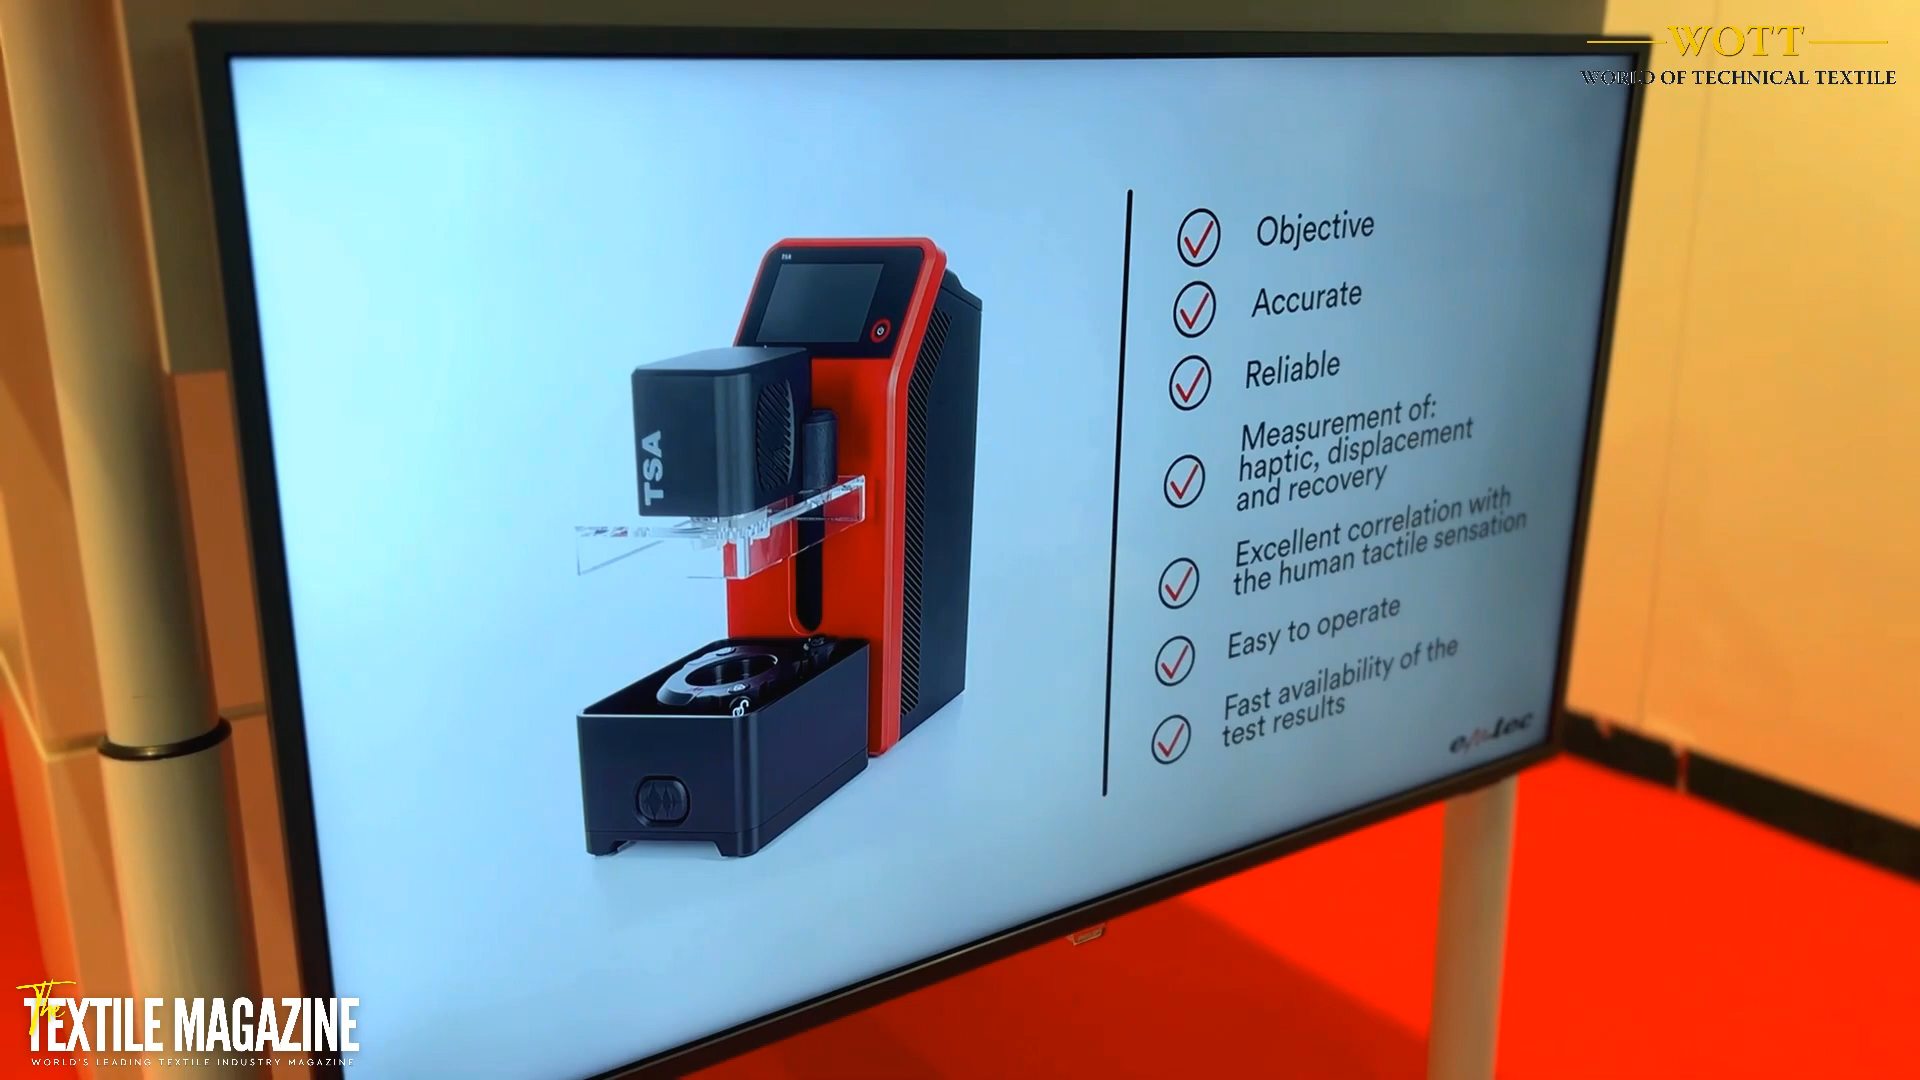 WOTT
WORLD OF TECHNICAL TEXTILE
TSA
TSA
Objective
Accurate
Reliable
Measurement of:
haptic, displacement
and recovery
Excellent correlation with
the human tactile sensation
Easy to operate
Fast availability of the
test results
emtec
The
TEXTILE MAGAZINE
WORLD'S LEADING TEXTILE INDUSTRY MAGAZINE